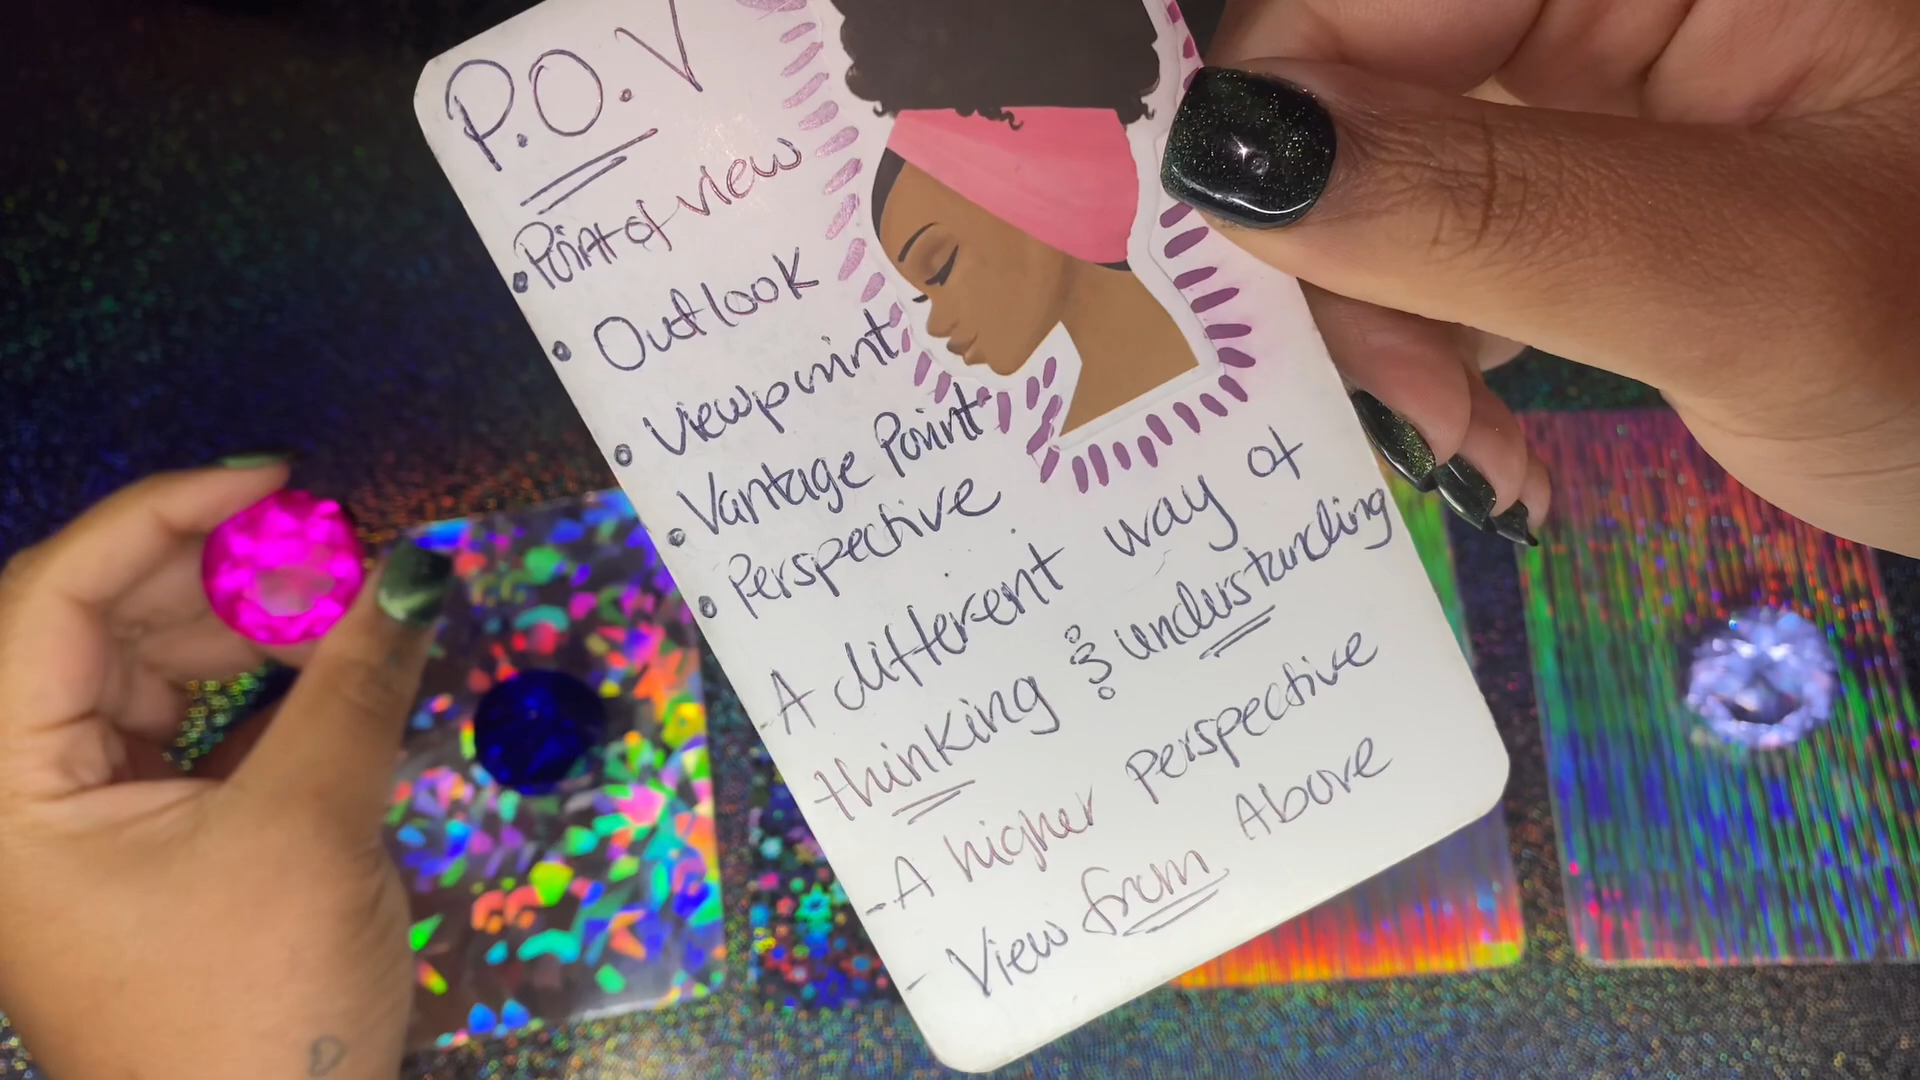 P.O.V
• Point of view
• Outlook
• Viewpoint
• Vantage Point
• Perspective
A different way of
thinking & understanding
- A higher perspective
- View from Above